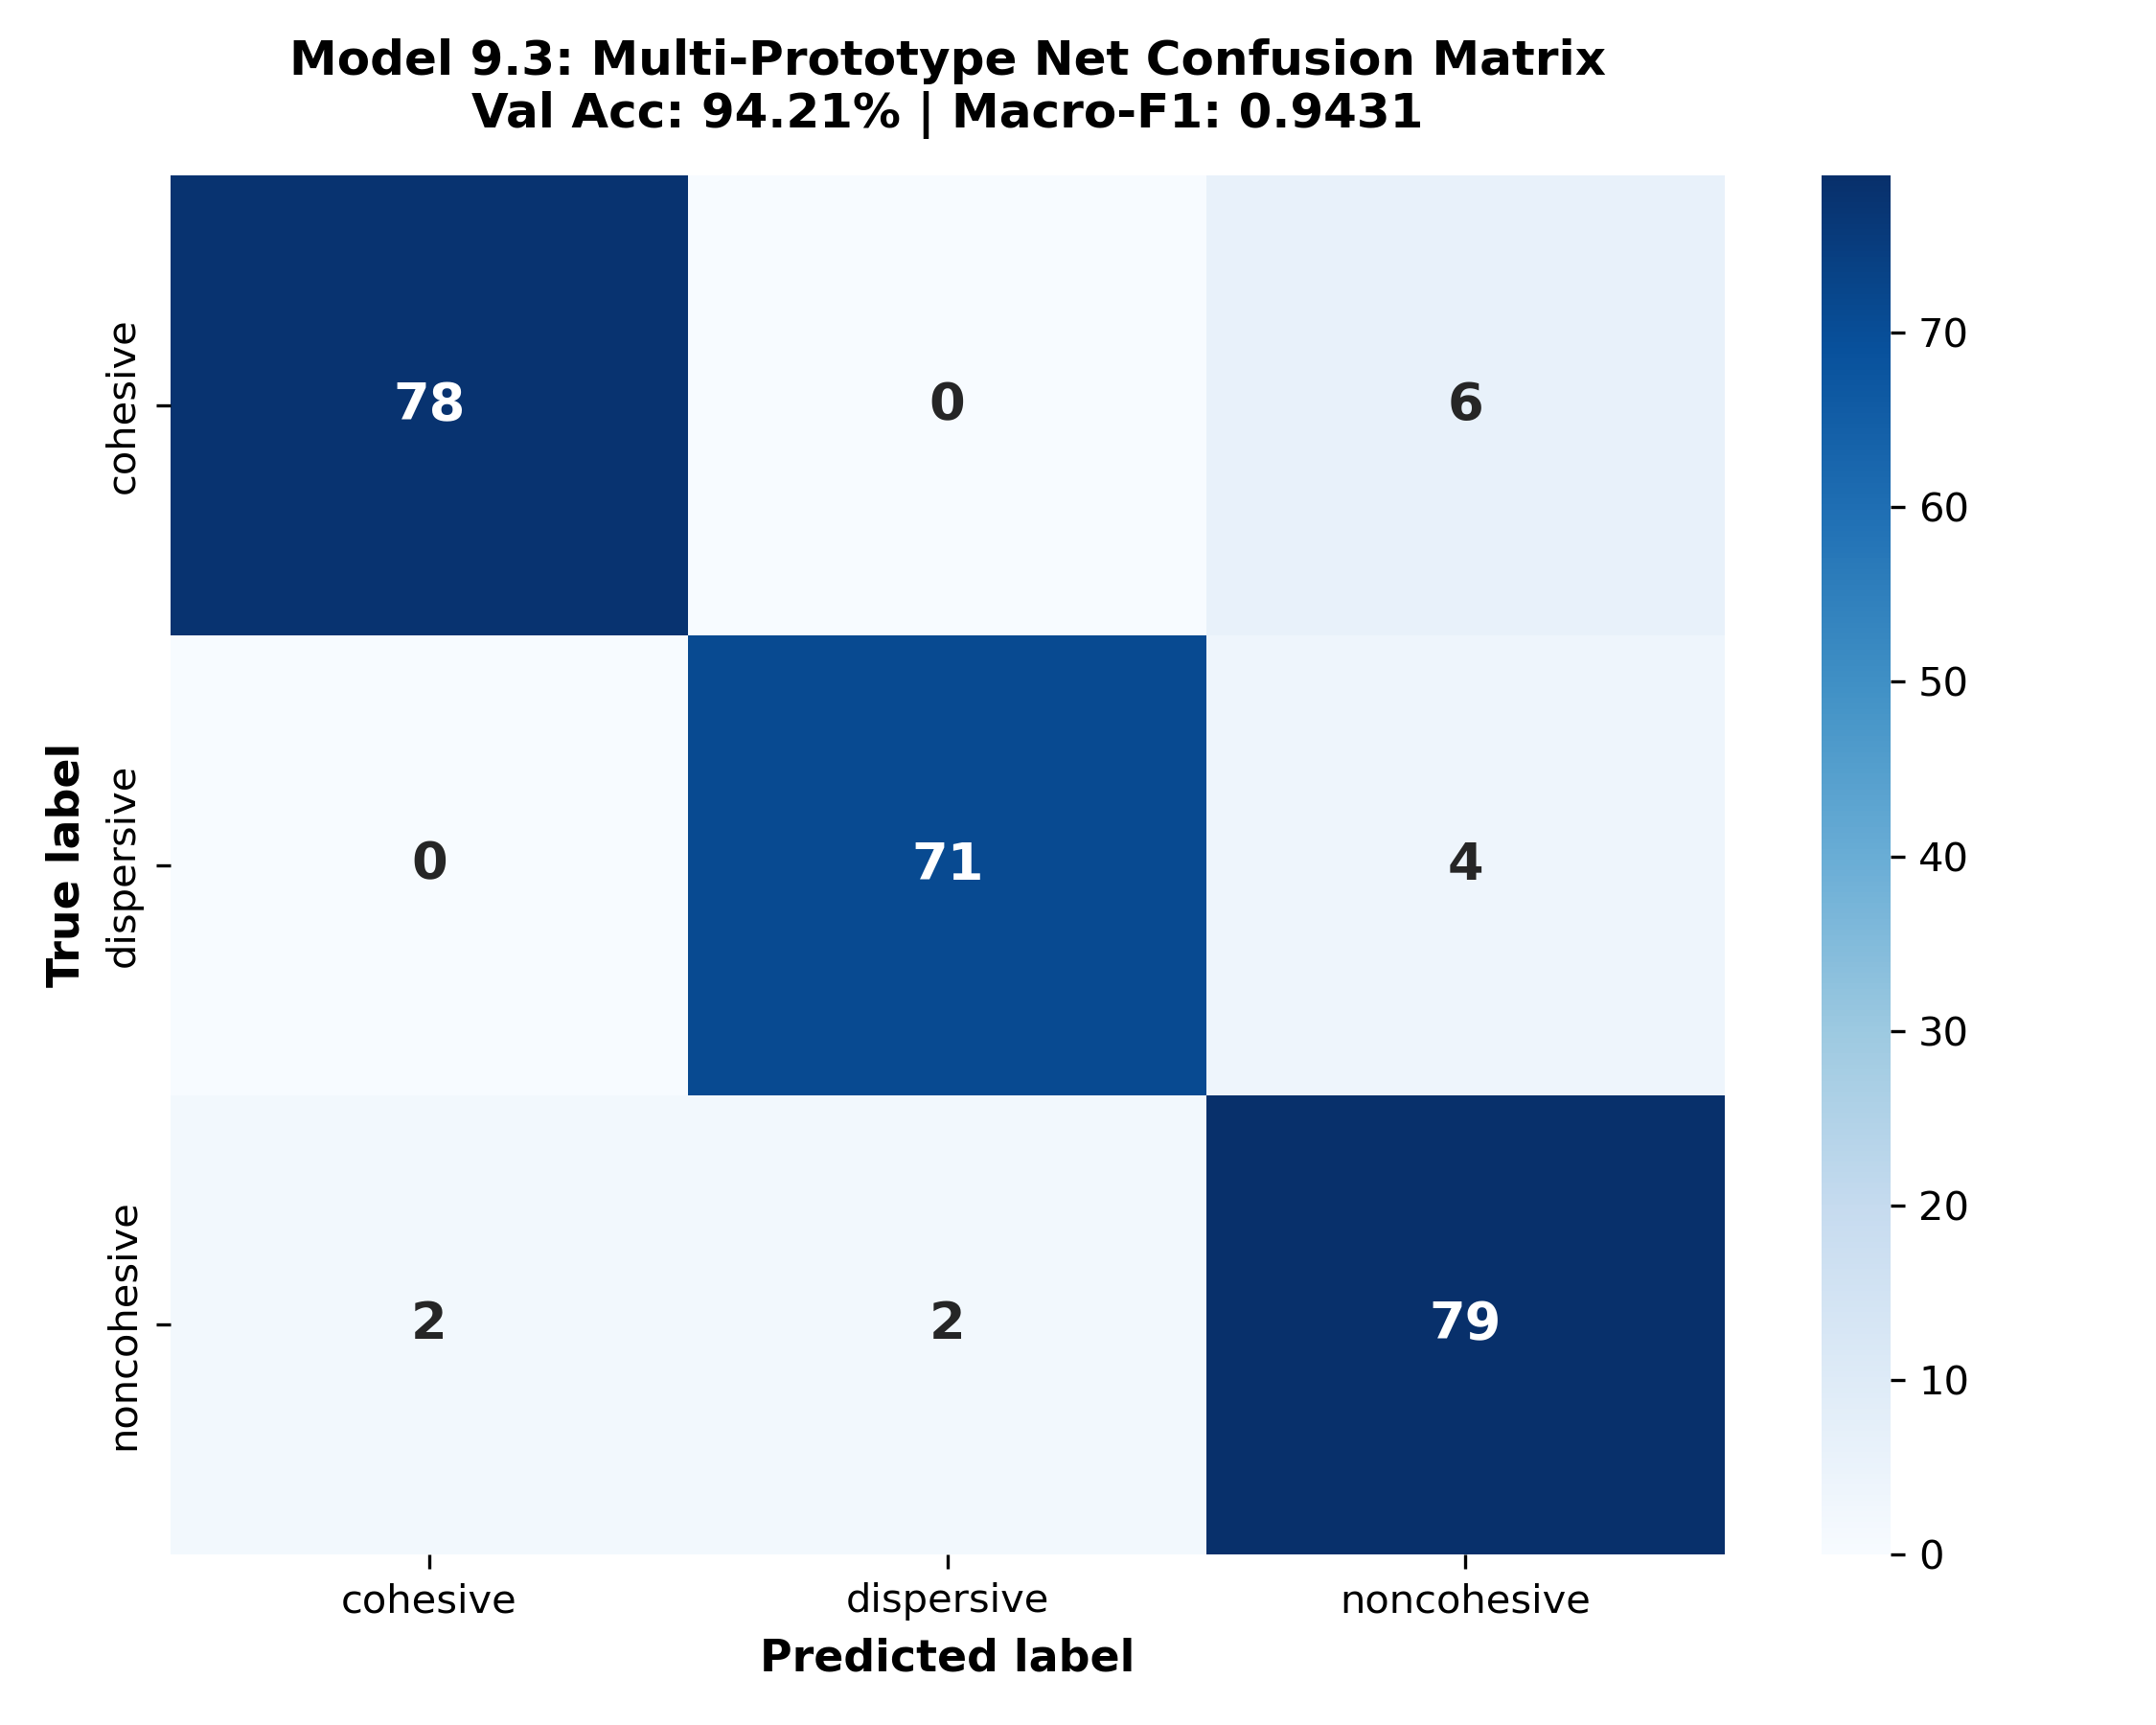 Model 9.3: Multi-Prototype Net Confusion Matrix
Val Acc: 94.21% | Macro-F1: 0.9431
True label
cohesive
78
0
6
dispersive
0
71
4
noncohesive
2
2
79
cohesive
dispersive
noncohesive
Predicted label
70
60
50
40
30
20
10
0